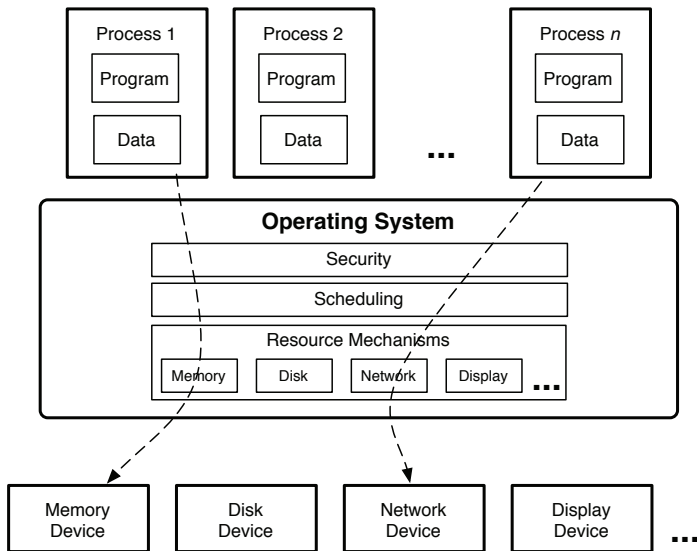 Process 1
Program
Data
Process 2
Program
Data
...
Process n
Program
Data
Operating System
Security
Scheduling
Resource Mechanisms
Memory
Disk
Network
Display
...
Memory
Device
Disk
Device
Network
Device
Display
Device
...